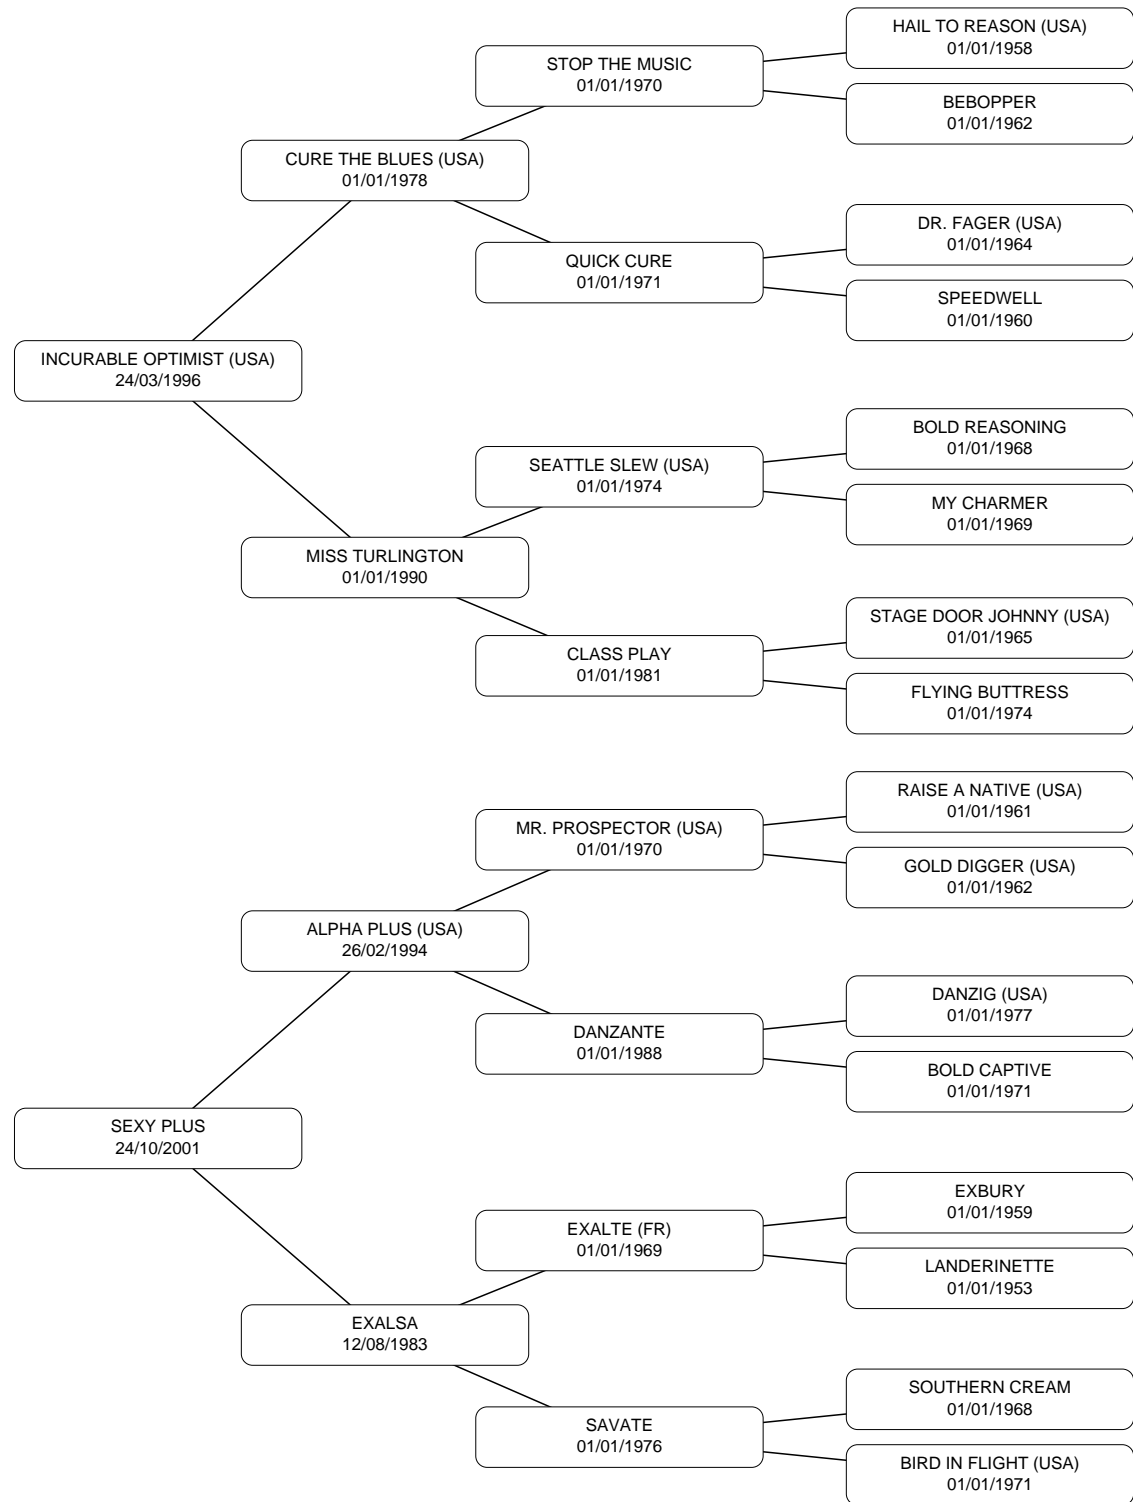 HAIL TO REASON (USA)
01/01/1958
STOP THE MUSIC
01/01/1970
BEBOPPER
01/01/1962
CURE THE BLUES (USA)
01/01/1978
DR. FAGER (USA)
01/01/1964
QUICK CURE
01/01/1971
SPEEDWELL
01/01/1960
INCURABLE OPTIMIST (USA)
24/03/1996
BOLD REASONING
01/01/1968
SEATTLE SLEW (USA)
01/01/1974
MY CHARMER
01/01/1969
MISS TURLINGTON
01/01/1990
STAGE DOOR JOHNNY (USA)
01/01/1965
CLASS PLAY
01/01/1981
FLYING BUTTRESS
01/01/1974
RAISE A NATIVE (USA)
01/01/1961
MR. PROSPECTOR (USA)
01/01/1970
GOLD DIGGER (USA)
01/01/1962
ALPHA PLUS (USA)
26/02/1994
DANZIG (USA)
01/01/1977
DANZANTE
01/01/1988
BOLD CAPTIVE
01/01/1971
SEXY PLUS
24/10/2001
EXBURY
01/01/1959
EXALTE (FR)
01/01/1969
LANDERINETTE
01/01/1953
EXALSA
12/08/1983
SOUTHERN CREAM
01/01/1968
SAVATE
01/01/1976
BIRD IN FLIGHT (USA)
01/01/1971